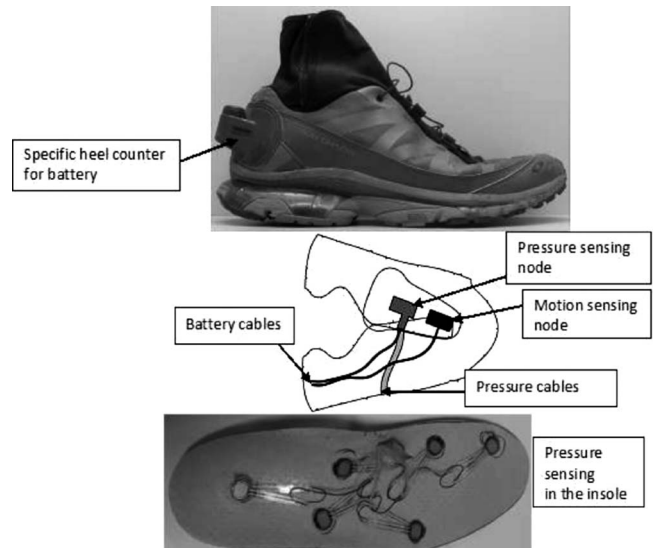 Specific heel counter
for battery
Pressure sensing
node
Motion sensing
node
Battery cables
Pressure cables
Pressure
sensing
in the insole